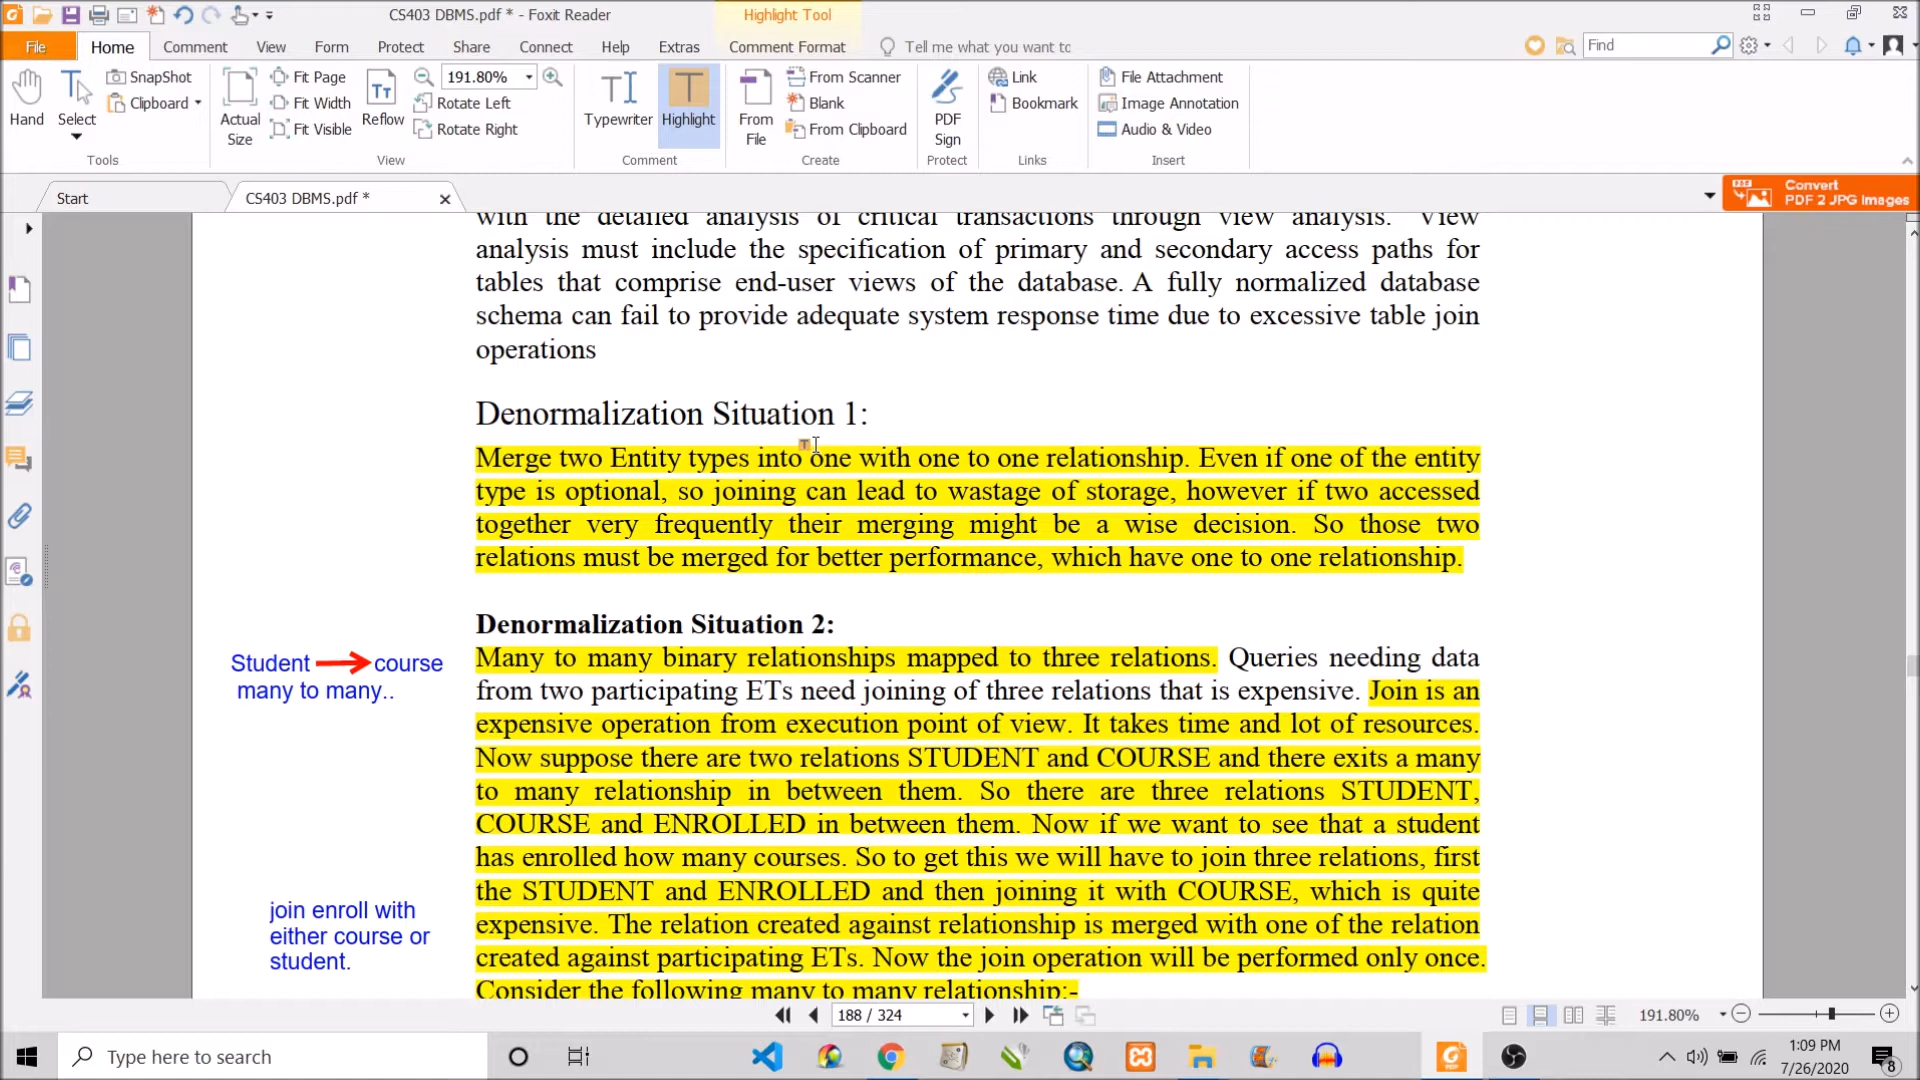 CS403 DBMS.pdf * - Foxit Reader
Highlight Tool
File
Home
Comment
View
Form
Protect
Share
Connect
Help
Extras
Comment Format
Tell me what you want to
Find
Hand
Select
SnapShot
Clipboard
Tools
Actual Size
Fit Page
Fit Width
Fit Visible
Reflow
191.80%
Rotate Left
Rotate Right
View
Typewriter
Highlight
Comment
From File
From Scanner
Blank
From Clipboard
Create
PDF Sign
Protect
Link
Bookmark
Links
File Attachment
Image Annotation
Audio & Video
Insert
Start
CS403 DBMS.pdf *
Convert
PDF 2 JPG Images
with the detailed analysis of critical transactions through view analysis. View
analysis must include the specification of primary and secondary access paths for
tables that comprise end-user views of the database. A fully normalized database
schema can fail to provide adequate system response time due to excessive table join
operations
Denormalization Situation 1:
Merge two Entity types into one with one to one relationship. Even if one of the entity
type is optional, so joining can lead to wastage of storage, however if two accessed
together very frequently their merging might be a wise decision. So those two
relations must be merged for better performance, which have one to one relationship.
Denormalization Situation 2:
Many to many binary relationships mapped to three relations. Queries needing data
from two participating ETs need joining of three relations that is expensive. Join is an
expensive operation from execution point of view. It takes time and lot of resources.
Now suppose there are two relations STUDENT and COURSE and there exits a many
to many relationship in between them. So there are three relations STUDENT,
COURSE and ENROLLED in between them. Now if we want to see that a student
has enrolled how many courses. So to get this we will have to join three relations, first
the STUDENT and ENROLLED and then joining it with COURSE, which is quite
expensive. The relation created against relationship is merged with one of the relation
created against participating ETs. Now the join operation will be performed only once.
Consider the following many to many relationship:-
Student course
many to many..
join enroll with
either course or
student.
188 / 324
191.80%
Type here to search
1:09 PM
7/26/2020
8